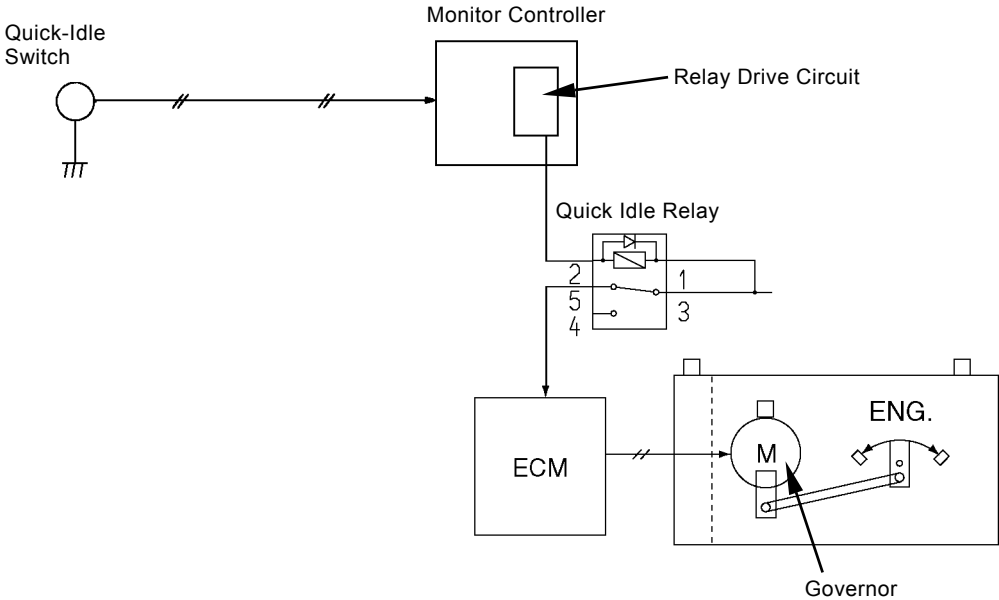 Monitor Controller
Quick-Idle
Switch
Relay Drive Circuit
Quick Idle Relay
2
1
5
3
4
ENG.
M
ECM
Governor